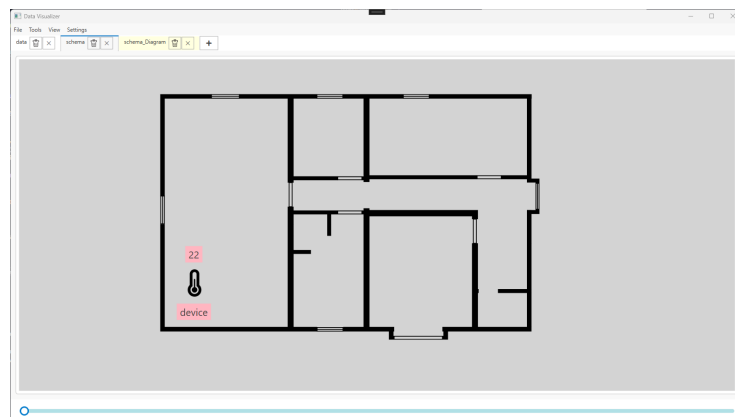 Data Visualizer
File Tools View Settings
data schema schema_Diagram
22
device